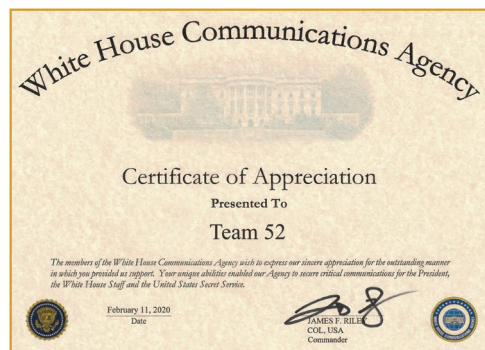 White House Communications Agency
Certificate of Appreciation
Presented To
Team 52
The members of the White House Communications Agency wish to express our sincere appreciation for the outstanding manner
in which you provided us support. Your unique abilities enabled our Agency to secure critical communications for the President,
the White House Staff and the United States Secret Service.
February 11, 2020
Date
JAMES F. RILEY
COL, USA
Commander